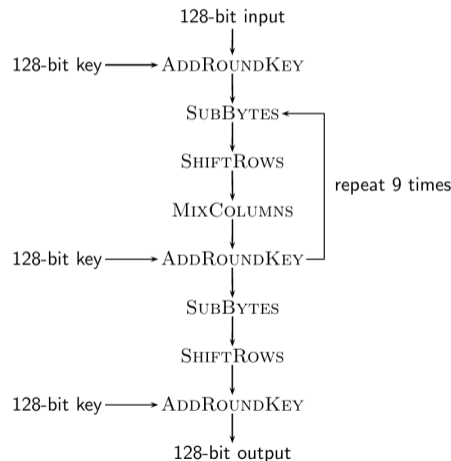 128-bit input
128-bit key
ADDROUNDKEY
SUBBYTES
SHIFTROWS
repeat 9 times
MIXCOLUMNS
128-bit key
ADDROUNDKEY
SUBBYTES
SHIFTROWS
128-bit key
ADDROUNDKEY
128-bit output